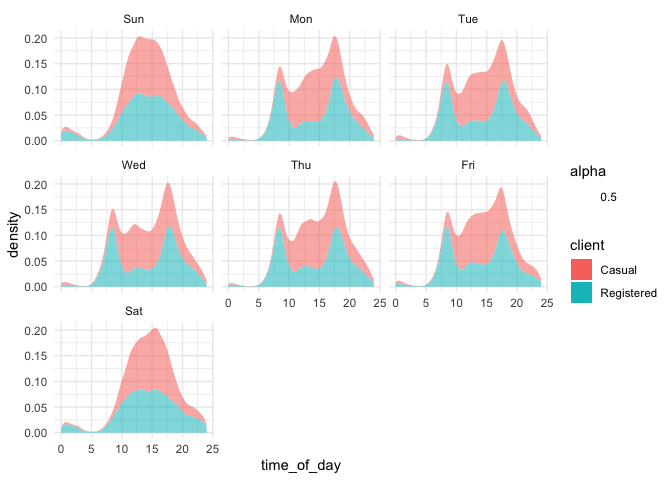 Sun Mon Tue
0.20
0.15
0.10
0.05
0.00
Wed Thu Fri
0.20
0.15
0.10
0.05
0.00
0 5 10 15 20 25 0 5 10 15 20 25
Sat
0.20
0.15
0.10
0.05
0.00
0 5 10 15 20 25
time_of_day
density
alpha
0.5
client
Casual
Registered